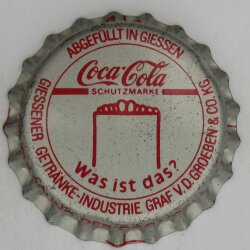 ABGEFÜLLT IN GIESSEN
Coca-Cola
SCHUTZMARKE
Was ist das?
GIESSENER GETRÄNKE-INDUSTRIE GRAF V.D. GROEBEN & CO KG